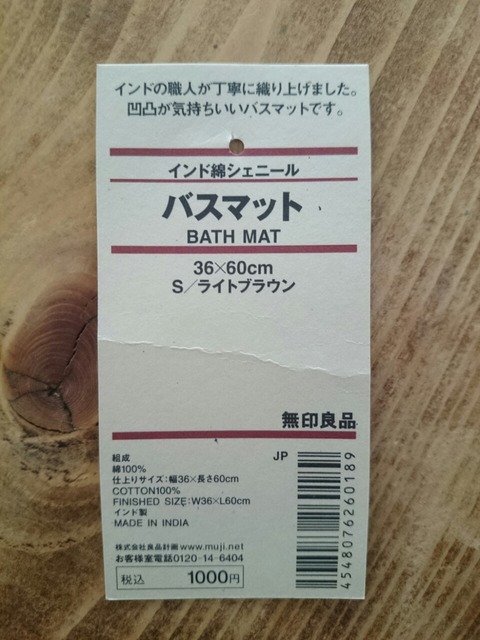 インドの職人が丁寧に織り上げました。
凹凸が気持ちいいバスマットです。
インド綿シェニール
バスマット
BATH MAT
36×60cm
S/ライトブラウン
無印良品
JP
組成
綿100%
仕上りサイズ:幅36×長さ60cm
COTTON100%
FINISHED SIZE:W36×L60cm
インド製
MADE IN INDIA
株式会社良品計画 www.muji.net
お客様室電話0120-14-6404
税込 1000円
4548076260189